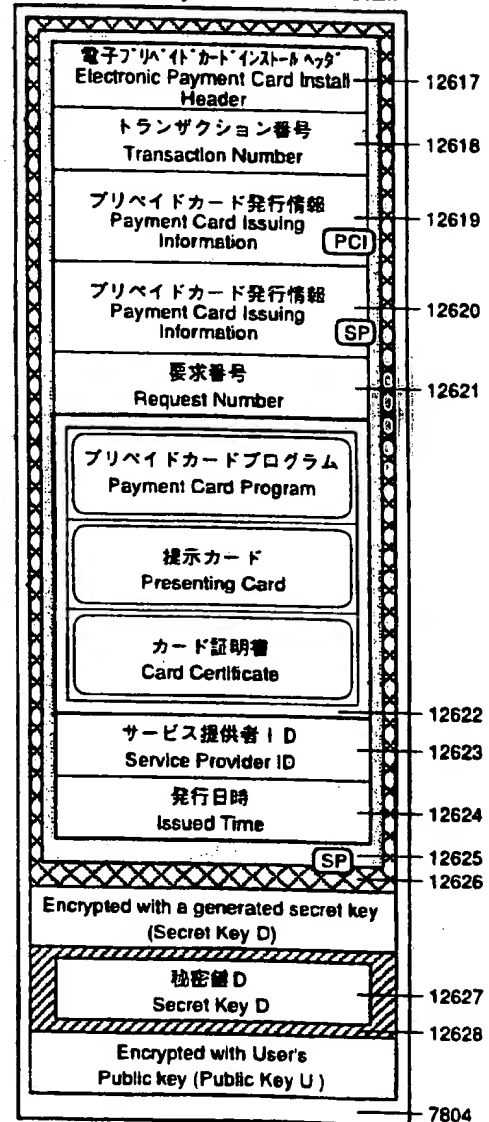 電子プリペイドカードインストールヘッダ
Electronic Payment Card Install
Header
12617
トランザクション番号
Transaction Number
12618
プリペイドカード発行情報
Payment Card Issuing
Information
PCI
12619
プリペイドカード発行情報
Payment Card Issuing
Information
SP
12620
要求番号
Request Number
12621
プリペイドカードプログラム
Payment Card Program
提示カード
Presenting Card
カード証明書
Card Certificate
12622
サービス提供者ID
Service Provider ID
12623
発行日時
Issued Time
12624
SP
12625
12626
Encrypted with a generated secret key
(Secret Key D)
秘密鍵D
Secret Key D
12627
12628
Encrypted with User's
Public key (Public Key U)
7804